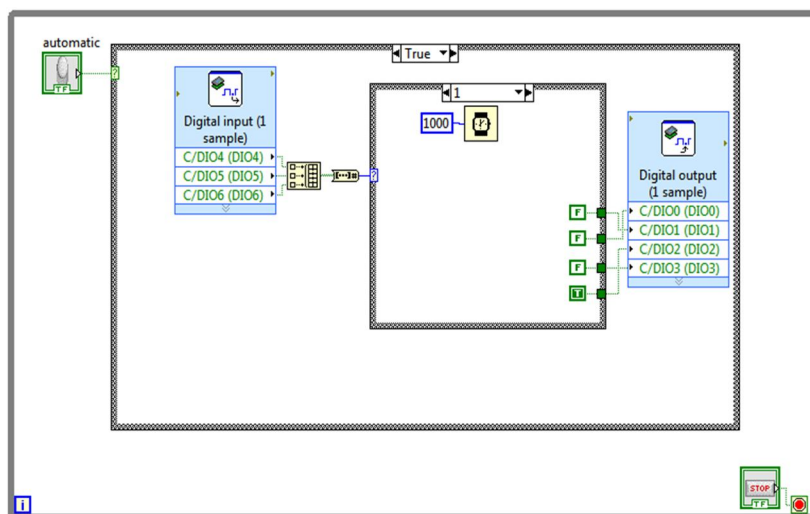 automatic
TF
?
True
Digital input (1
sample)
C/DIO4 (DIO4)
C/DIO5 (DIO5)
C/DIO6 (DIO6)
1
1000
?
F
F
F
T
Digital output
(1 sample)
C/DIO0 (DIO0)
C/DIO1 (DIO1)
C/DIO2 (DIO2)
C/DIO3 (DIO3)
i
STOP
TF